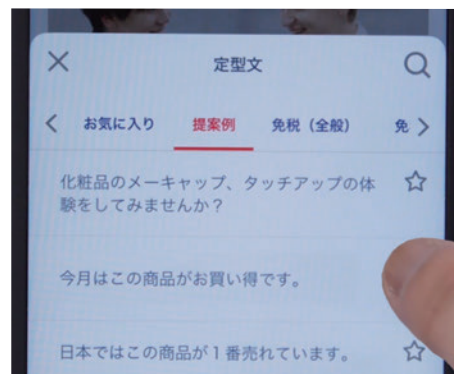 定型文
お気に入り 提案例 免税（全般） 免
化粧品のメーキャップ、タッチアップの体
験をしてみませんか？
今月はこの商品がお買い得です。
日本ではこの商品が1番売れています。